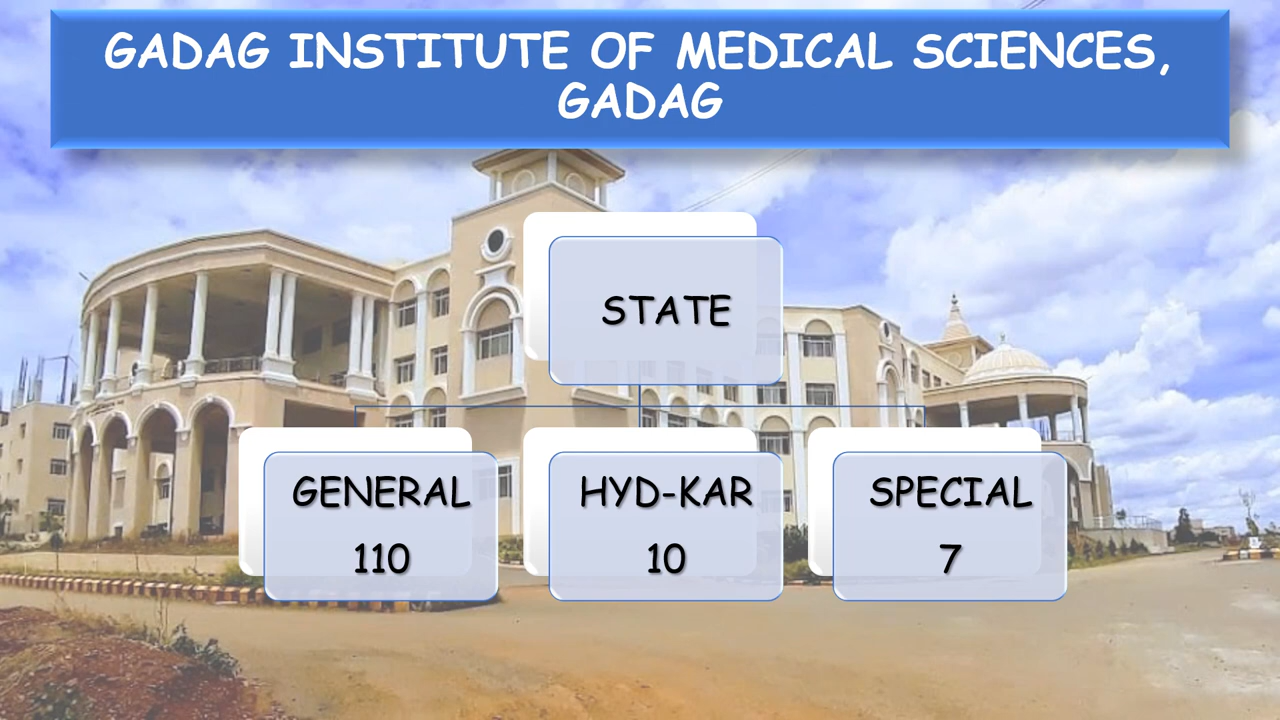 GADAG INSTITUTE OF MEDICAL SCIENCES,
GADAG
STATE
GENERAL
110
HYD-KAR
10
SPECIAL
7